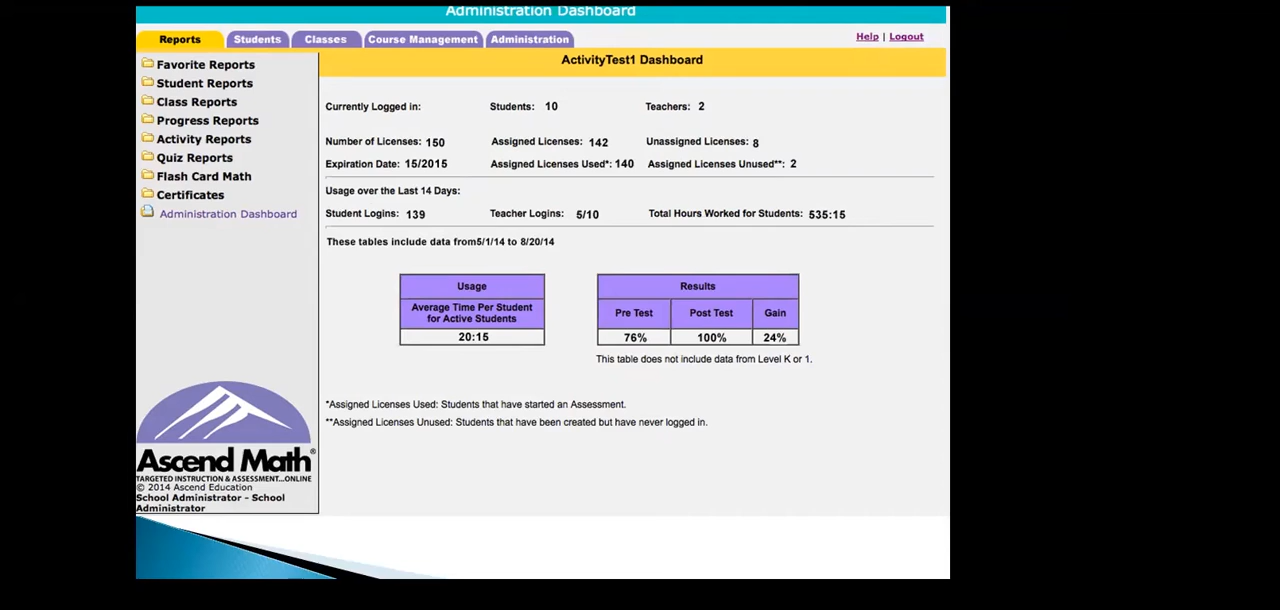 Administration Dashboard
Reports Students Classes Course Management Administration Help | Logout
ActivityTest1 Dashboard
Favorite Reports
Student Reports
Class Reports
Progress Reports
Activity Reports
Quiz Reports
Flash Card Math
Certificates
Administration Dashboard
Currently Logged in: Students: 10 Teachers: 2
Number of Licenses: 150 Assigned Licenses: 142 Unassigned Licenses: 8
Expiration Date: 15/2015 Assigned Licenses Used*: 140 Assigned Licenses Unused**: 2
Usage over the Last 14 Days:
Student Logins: 139 Teacher Logins: 5/10 Total Hours Worked for Students: 535:15
These tables include data from5/1/14 to 8/20/14
Usage
Average Time Per Student
for Active Students
20:15
Results
Pre Test Post Test Gain
76% 100% 24%
This table does not include data from Level K or 1.
*Assigned Licenses Used: Students that have started an Assessment.
**Assigned Licenses Unused: Students that have been created but have never logged in.
Ascend Math®
TARGETED INSTRUCTION & ASSESSMENT...ONLINE
© 2014 Ascend Education
School Administrator - School
Administrator